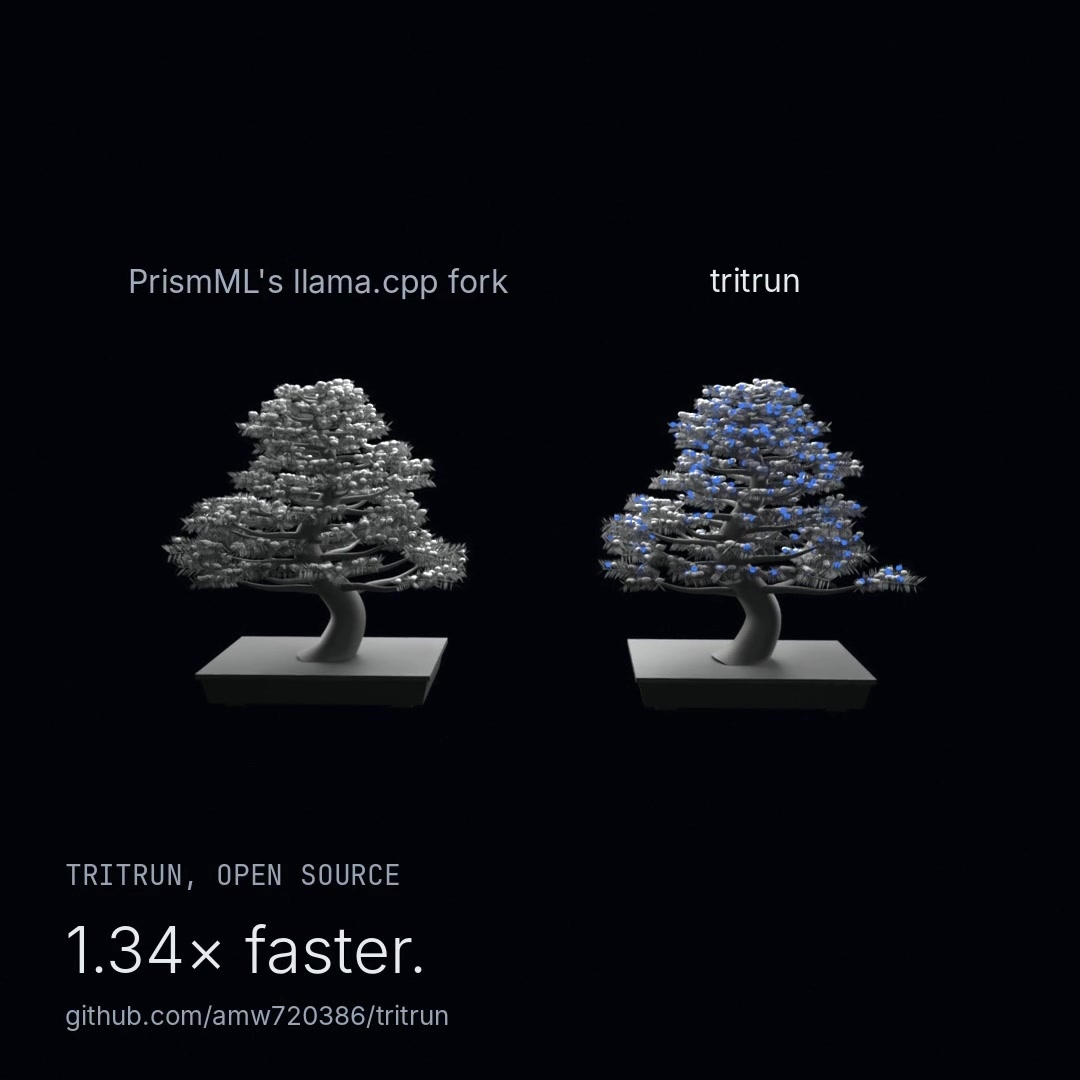 PrismML's llama.cpp fork
tritrun
TRITRUN, OPEN SOURCE
1.34× faster.
github.com/amw720386/tritrun